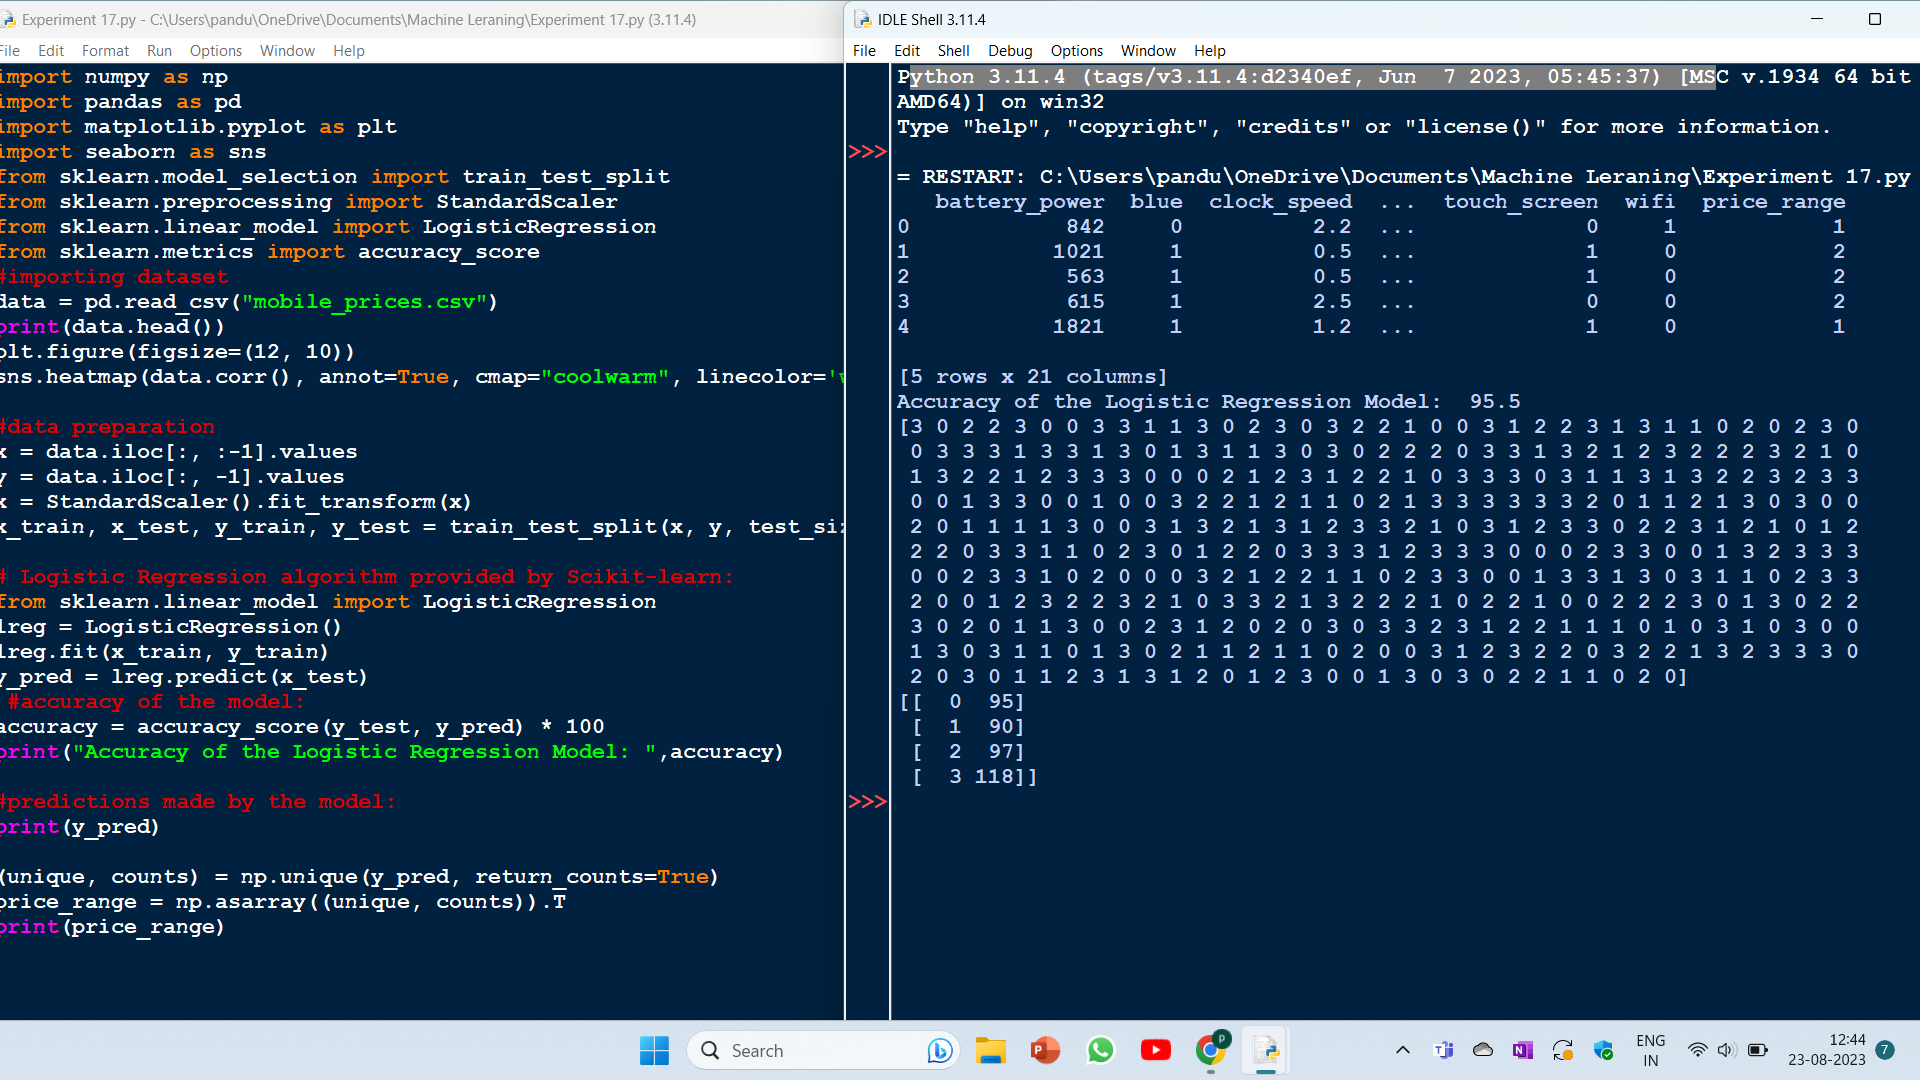 Experiment 17.py - C:\Users\pandu\OneDrive\Documents\Machine Leraning\Experiment 17.py (3.11.4)
File Edit Format Run Options Window Help
import numpy as np
import pandas as pd
import matplotlib.pyplot as plt
import seaborn as sns
from sklearn.model_selection import train_test_split
from sklearn.preprocessing import StandardScaler
from sklearn.linear_model import LogisticRegression
from sklearn.metrics import accuracy_score
#importing dataset
data = pd.read_csv("mobile_prices.csv")
print(data.head())
plt.figure(figsize=(12, 10))
sns.heatmap(data.corr(), annot=True, cmap="coolwarm", linecolor='w
#data preparation
x = data.iloc[:, :-1].values
y = data.iloc[:, -1].values
x = StandardScaler().fit_transform(x)
x_train, x_test, y_train, y_test = train_test_split(x, y, test_siz
# Logistic Regression algorithm provided by Scikit-learn:
from sklearn.linear_model import LogisticRegression
lreg = LogisticRegression()
lreg.fit(x_train, y_train)
y_pred = lreg.predict(x_test)
#accuracy of the model:
accuracy = accuracy_score(y_test, y_pred) * 100
print("Accuracy of the Logistic Regression Model: ",accuracy)
#predictions made by the model:
print(y_pred)
(unique, counts) = np.unique(y_pred, return_counts=True)
price_range = np.asarray((unique, counts)).T
print(price_range)
IDLE Shell 3.11.4
File Edit Shell Debug Options Window Help
Python 3.11.4 (tags/v3.11.4:d2340ef, Jun  7 2023, 05:45:37) [MSC v.1934 64 bit
AMD64)] on win32
Type "help", "copyright", "credits" or "license()" for more information.
>>>
= RESTART: C:\Users\pandu\OneDrive\Documents\Machine Leraning\Experiment 17.py
battery_power blue clock_speed ... touch_screen wifi price_range
0 842 0 2.2 ... 0 1 1
1 1021 1 0.5 ... 1 0 2
2 563 1 0.5 ... 1 0 2
3 615 1 2.5 ... 0 0 2
4 1821 1 1.2 ... 1 0 1
[5 rows x 21 columns]
Accuracy of the Logistic Regression Model:  95.5
[3 0 2 2 3 0 0 3 3 1 1 3 0 2 3 0 3 2 2 1 0 0 3 1 2 2 3 1 3 1 1 0 2 0 2 3 0
0 3 3 3 1 3 3 1 3 0 1 3 1 1 3 0 3 0 2 2 2 0 3 3 1 3 2 1 2 3 2 2 2 3 2 1 0
1 3 2 2 1 2 3 3 3 0 0 0 2 1 2 3 1 2 2 1 0 3 3 3 0 3 1 1 3 1 3 2 2 3 2 3 3
0 0 1 3 3 0 0 1 0 0 3 2 2 1 2 1 1 0 2 1 3 3 3 3 3 3 2 0 1 1 2 1 3 0 3 0 0
2 0 1 1 1 1 3 0 0 3 1 3 2 1 3 1 2 3 3 2 1 0 3 1 2 3 3 0 2 2 3 1 2 1 0 1 2
2 2 0 3 3 1 1 0 2 3 0 1 2 2 0 3 3 3 1 2 3 3 3 0 0 0 2 3 3 0 0 1 3 2 3 3 3
0 0 2 3 3 1 0 2 0 0 0 3 2 1 2 2 1 1 0 2 3 3 0 0 1 3 3 1 3 0 3 1 1 0 2 3 3
2 0 0 1 2 3 2 2 3 2 1 0 3 3 2 1 3 2 2 2 1 0 2 2 1 0 0 2 2 2 3 0 1 3 0 2 2
3 0 2 0 1 1 3 0 0 2 3 1 2 0 2 0 3 0 3 3 2 3 1 2 2 1 1 1 0 1 0 3 1 0 3 0 0
1 3 0 3 1 1 0 1 3 0 2 1 1 2 1 1 0 2 0 0 3 1 2 3 2 2 0 3 2 2 1 3 2 3 3 3 0
2 0 3 0 1 1 2 3 1 3 1 2 0 1 2 3 0 0 1 3 0 3 0 2 2 1 1 0 2 0]
[[  0  95]
[  1  90]
[  2  97]
[  3 118]]
>>>
Search
P
ENG
IN
12:44
23-08-2023
7